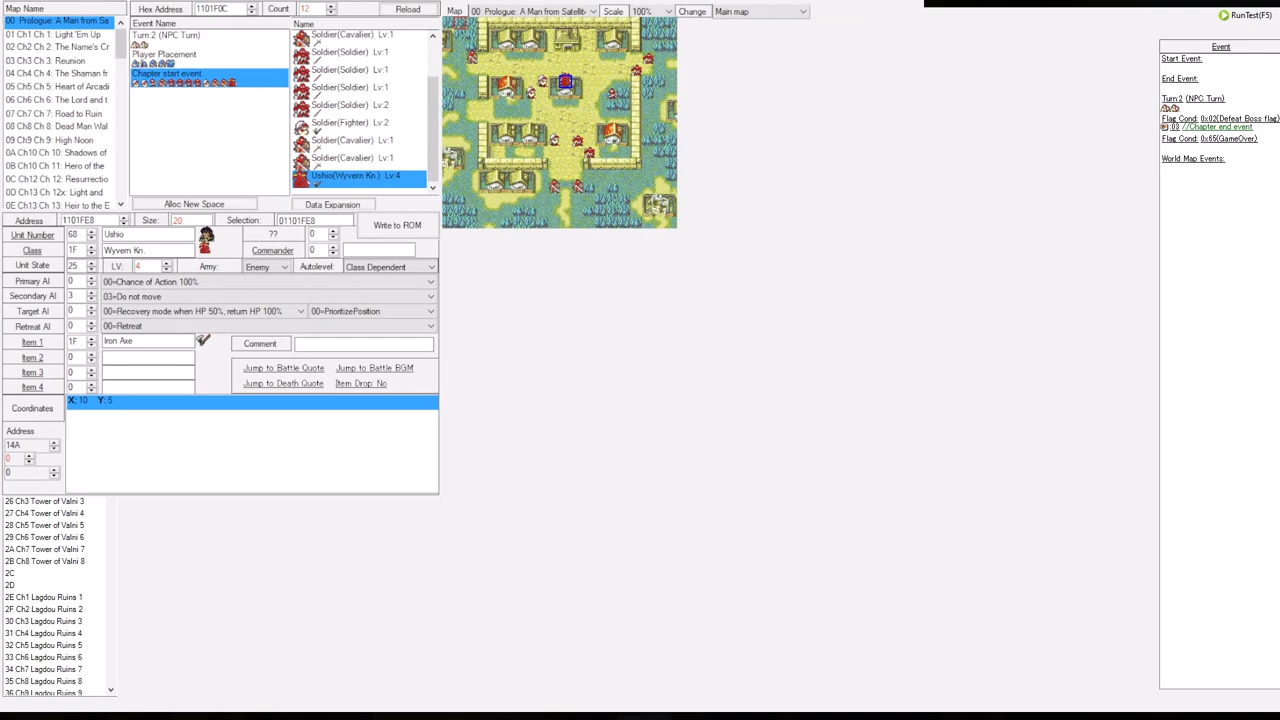 Map Name
00 Prologue: A Man from Sa
01 Ch1 Ch 1: Light 'Em Up
02 Ch2 Ch 2: The Name's Cr
03 Ch3 Ch 3: Reunion
04 Ch4 Ch 4: The Shaman fr
05 Ch5 Ch 5: Heart of Arcadi
06 Ch6 Ch 6: The Lord and t
07 Ch7 Ch 7: Road to Ruin
08 Ch8 Ch 8: Dead Man Wal
09 Ch9 Ch 9: High Noon
0A Ch10 Ch 10: Shadows of
0B Ch10 Ch 11: Hero of the
0C Ch12 Ch 12: Resurrectio
0D Ch13 Ch 12x: Light and
0E Ch13 Ch 13: Heir to the E
Hex Address
1101F0C
Count
12
Reload
Event Name
Turn:2 (NPC Turn)
Player Placement
Chapter start event
Alloc New Space
Name
Soldier(Cavalier) Lv:1
Soldier(Soldier) Lv:1
Soldier(Soldier) Lv:1
Soldier(Soldier) Lv:1
Soldier(Soldier) Lv:2
Soldier(Fighter) Lv:2
Soldier(Cavalier) Lv:1
Soldier(Cavalier) Lv:1
Ushio(Wyvern Kn.) Lv:4
Data Expansion
Address
1101FE8
Size:
20
Selection:
01101FE8
Write to ROM
Unit Number
68
Ushio
??
0
Class
1F
Wyvern Kn.
Commander
0
Unit State
25
LV:
4
Army:
Enemy
Autolevel:
Class Dependent
Primary AI
0
00=Chance of Action 100%
Secondary AI
3
03=Do not move
Target AI
0
00=Recovery mode when HP 50%, return HP 100%
00=PrioritizePosition
Retreat AI
0
00=Retreat
Item 1
1F
Iron Axe
Comment
Item 2
0
Item 3
0
Item 4
0
Jump to Battle Quote
Jump to Battle BGM
Jump to Death Quote
Item Drop: No
Coordinates
X: 10 Y: 5
Address
14A
0
0
26 Ch3 Tower of Valni 3
27 Ch4 Tower of Valni 4
28 Ch5 Tower of Valni 5
29 Ch6 Tower of Valni 6
2A Ch7 Tower of Valni 7
2B Ch8 Tower of Valni 8
2C
2D
2E Ch1 Lagdou Ruins 1
2F Ch2 Lagdou Ruins 2
30 Ch3 Lagdou Ruins 3
31 Ch4 Lagdou Ruins 4
32 Ch5 Lagdou Ruins 5
33 Ch6 Lagdou Ruins 6
34 Ch7 Lagdou Ruins 7
35 Ch8 Lagdou Ruins 8
36 Ch9 Lagdou Ruins 9
Map
00 Prologue: A Man from Satellit
Scale
100%
Change
Main map
RunTest(F5)
Event
Start Event:
End Event:
Turn:2 (NPC Turn)
Flag Cond: 0x02(Defeat Boss flag)
:03 //Chapter end event
Flag Cond: 0x65(GameOver)
World Map Events: